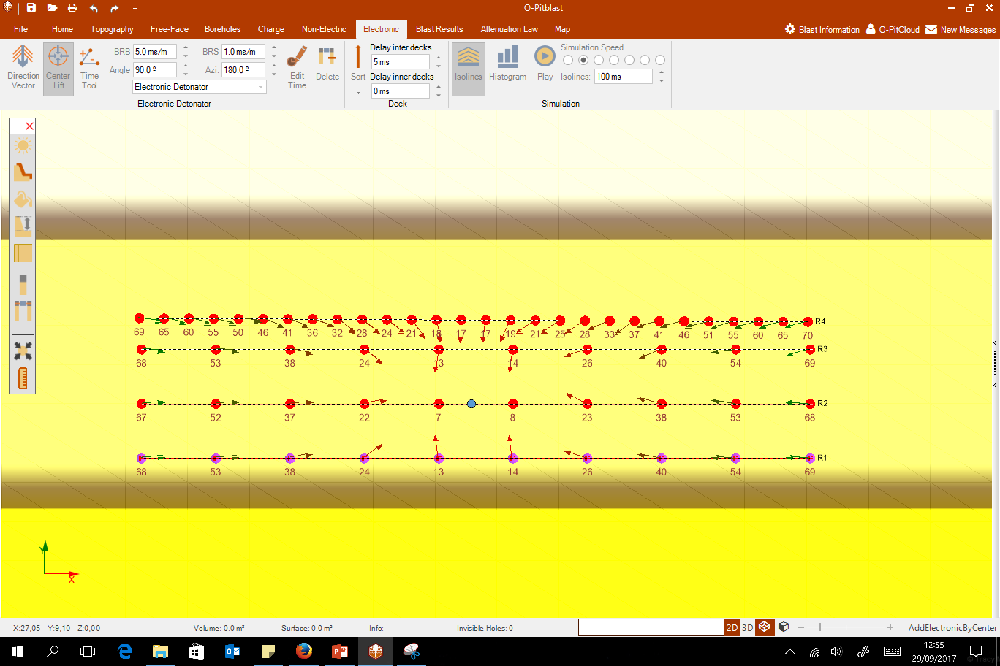 O-Pitblast
File Home Topography Free-Face Boreholes Charge Non-Electric Electronic Blast Results Attenuation Law Map Blast Information O-PitCloud New Messages
Direction Vector
Center Lift
Time Tool
BRB 5.0 ms/m BRS 1.0 ms/m
Angle 90.0 º Azi. 180.0 º
Electronic Detonator
Edit Time
Delete
Electronic Detonator
Sort
Delay inter decks
5 ms
Delay inner decks
0 ms
Deck
Isolines
Histogram
Play
Simulation Speed
Isolines: 100 ms
Simulation
R4
69 65 60 55 50 46 41 36 32 28 24 21 18 17 17 19 21 25 28 33 37 41 46 51 55 60 65 70
R3
68 53 38 24 13 14 26 40 54 69
R2
67 52 37 22 7 8 23 38 53 68
R1
68 53 38 24 13 14 26 40 54 69
Y
X
X:27,05 Y:9,10 Z:0,00 Volume: 0.0 m³ Surface: 0.0 m² Info: Invisible Holes: 0 2D 3D AddElectronicByCenter
12:55
29/09/2017